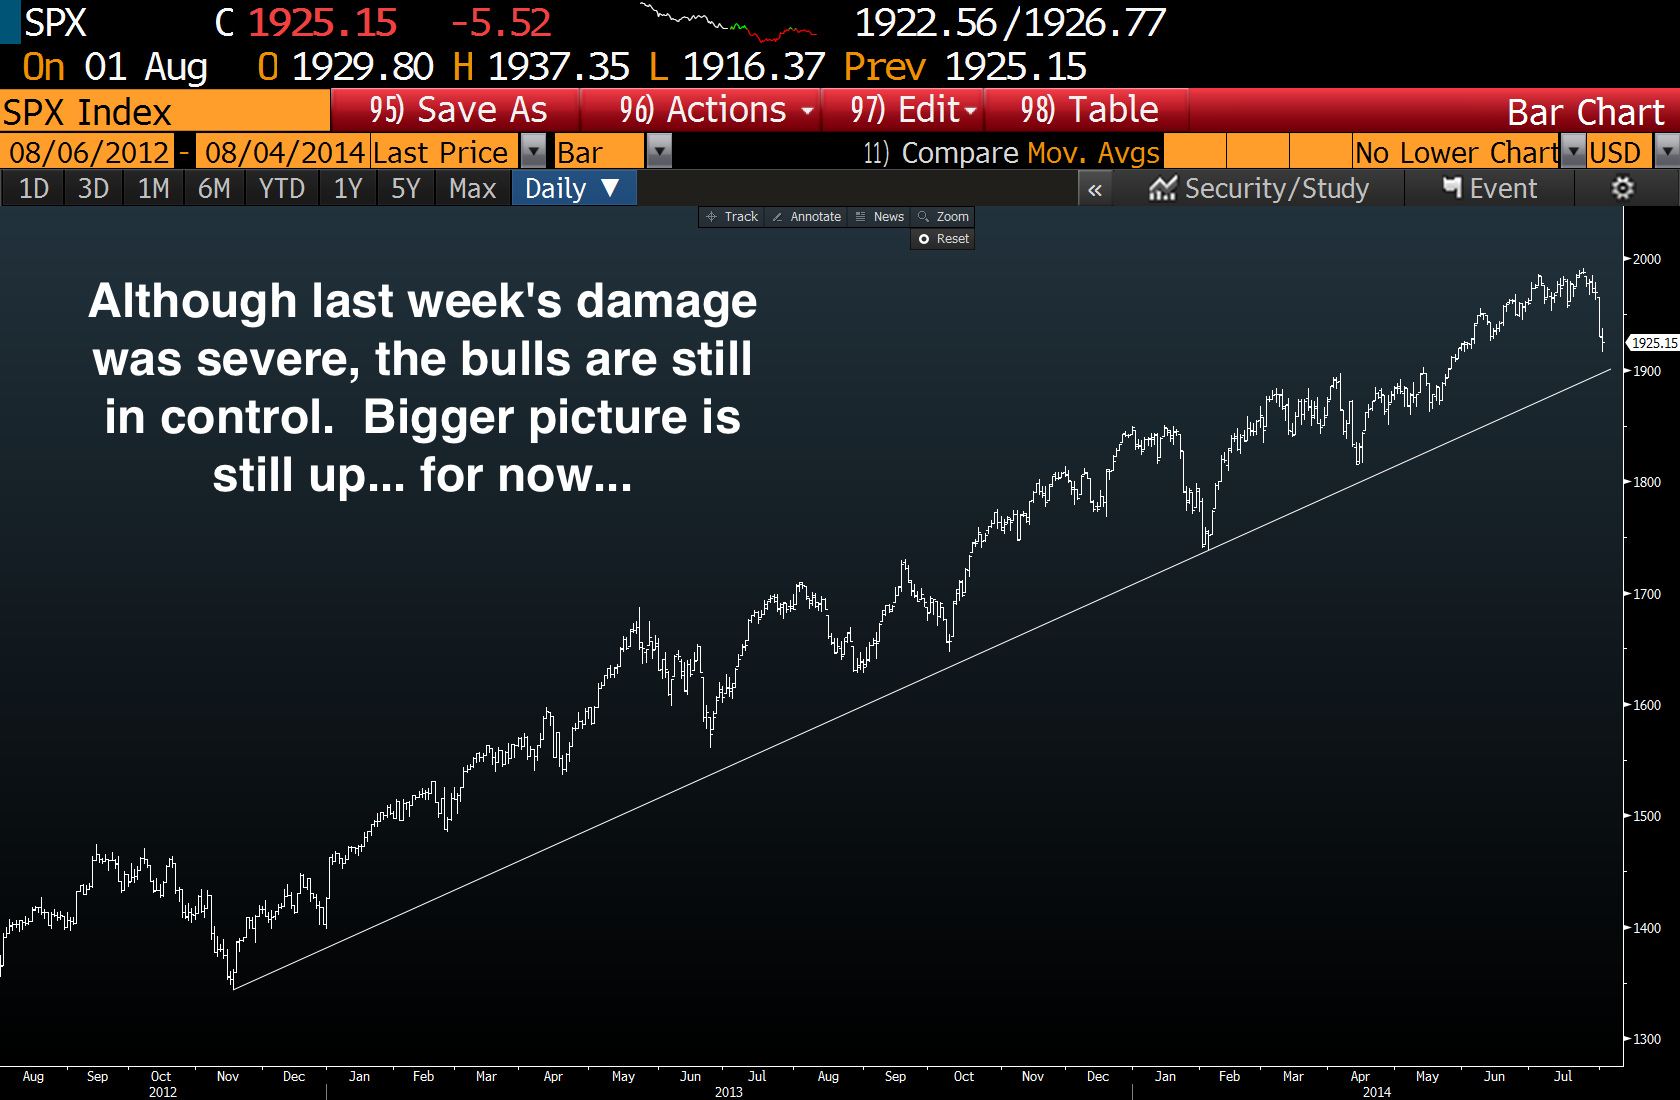 SPX C 1925.15 -5.52 1922.56/1926.77
On 01 Aug O 1929.80 H 1937.35 L 1916.37 Prev 1925.15
SPX Index 95) Save As 96) Actions 97) Edit 98) Table Bar Chart
08/06/2012 - 08/04/2014 Last Price Bar 11) Compare Mov. Avgs No Lower Chart USD
1D 3D 1M 6M YTD 1Y 5Y Max Daily ▼ « Security/Study Event
Track Annotate News Zoom
Reset
Although last week's damage
was severe, the bulls are still
in control. Bigger picture is
still up... for now...
2000
1925.15
1900
1800
1700
1600
1500
1400
1300
Aug Sep Oct Nov Dec Jan Feb Mar Apr May Jun Jul Aug Sep Oct Nov Dec Jan Feb Mar Apr May Jun Jul
2012 2013 2014